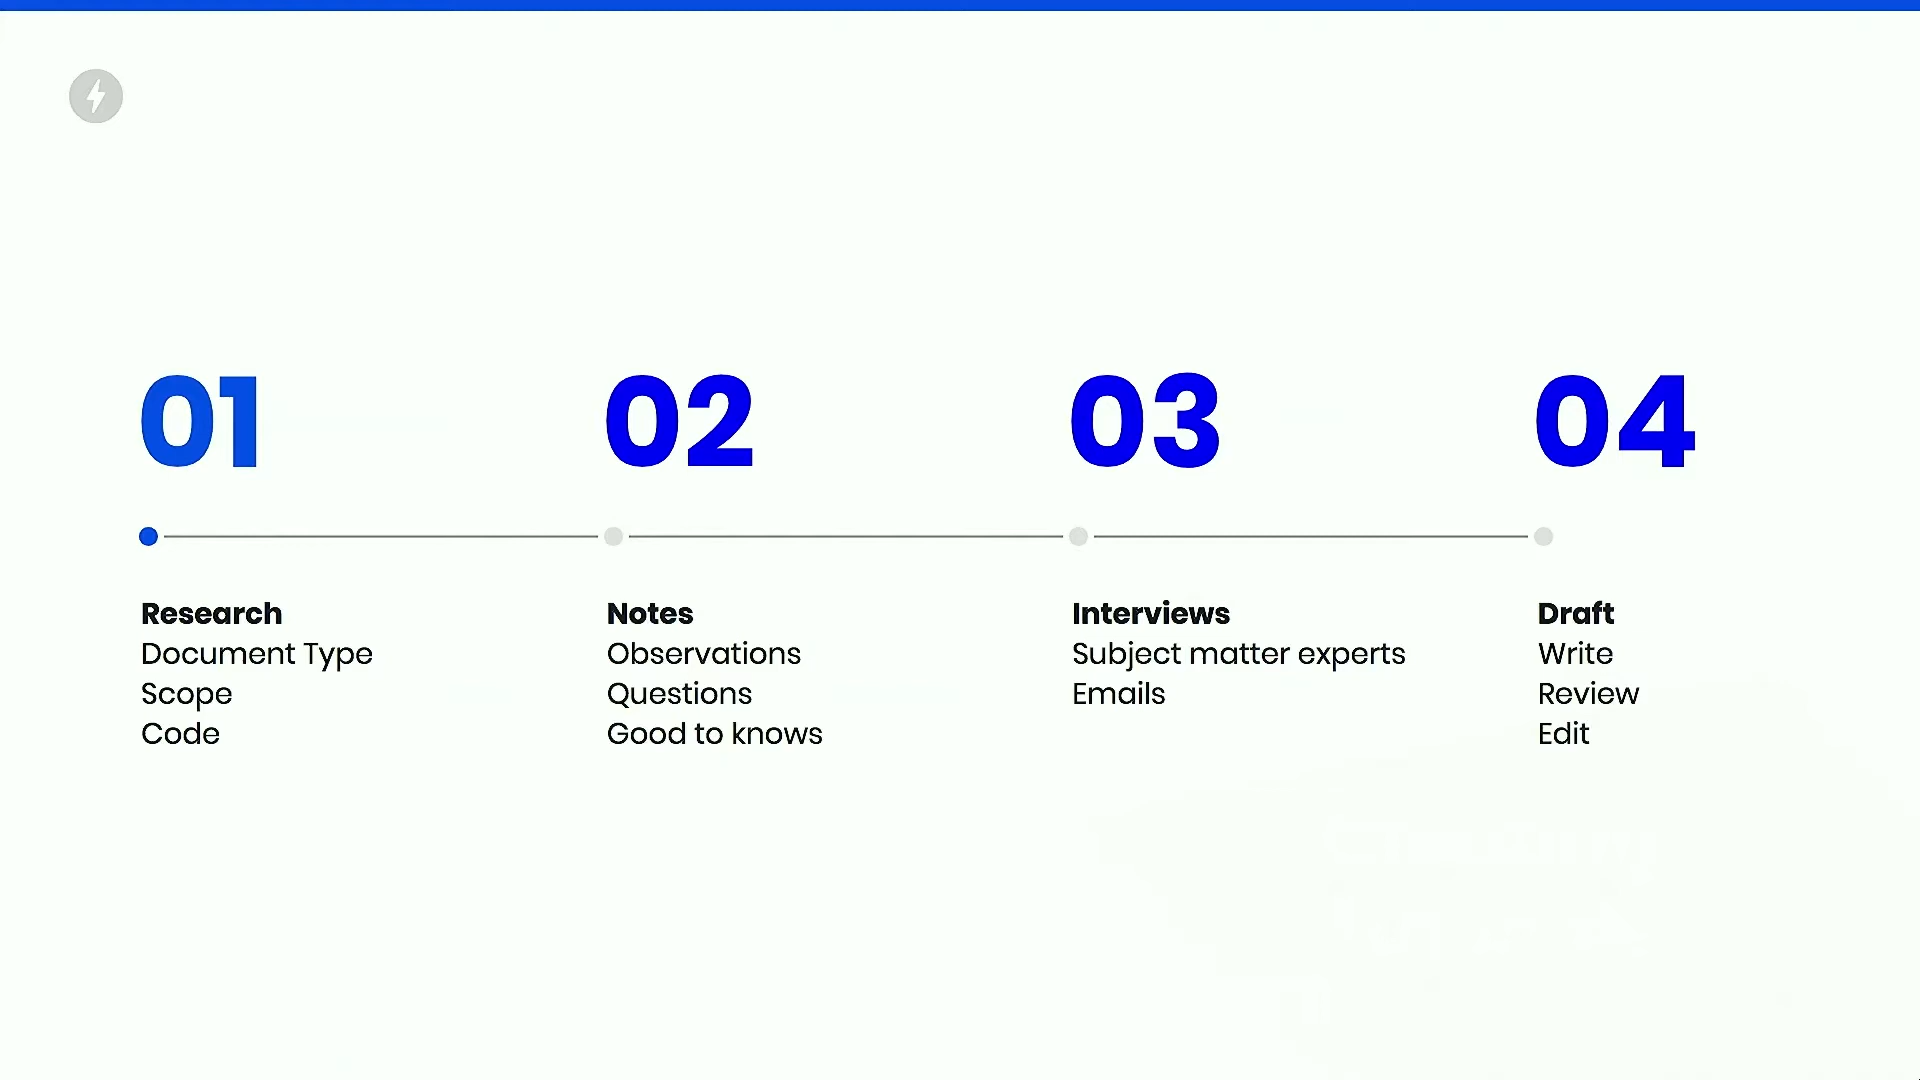 01
Research
Document Type
Scope
Code
02
Notes
Observations
Questions
Good to knows
03
Interviews
Subject matter experts
Emails
04
Draft
Write
Review
Edit